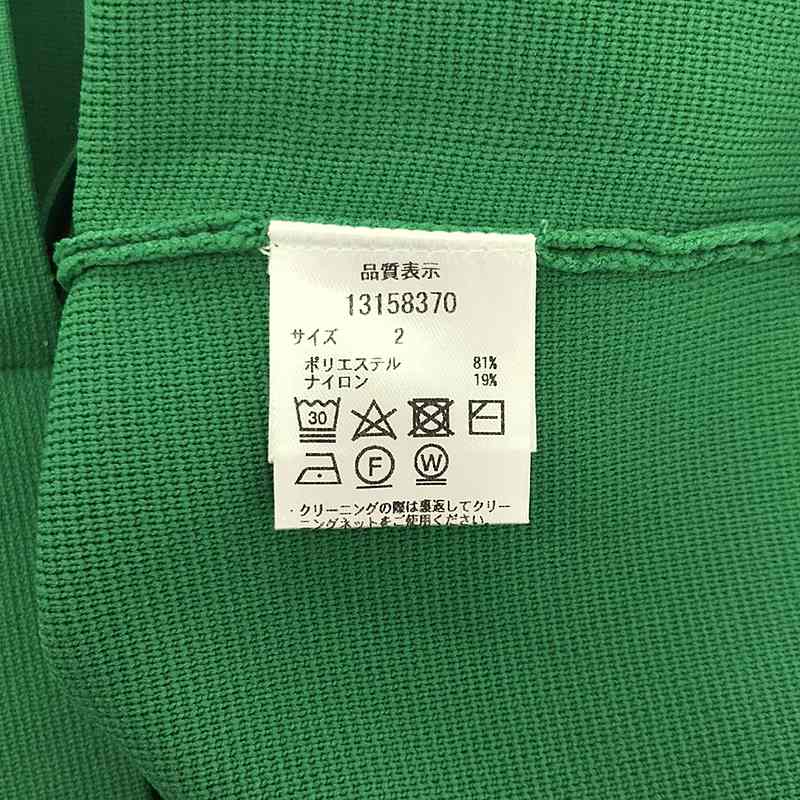 品質表示
13158370
サイズ 2
ポリエステル 81%
ナイロン 19%
30
F W
・クリーニングの際は裏返してクリー
ニングネットをご使用ください。